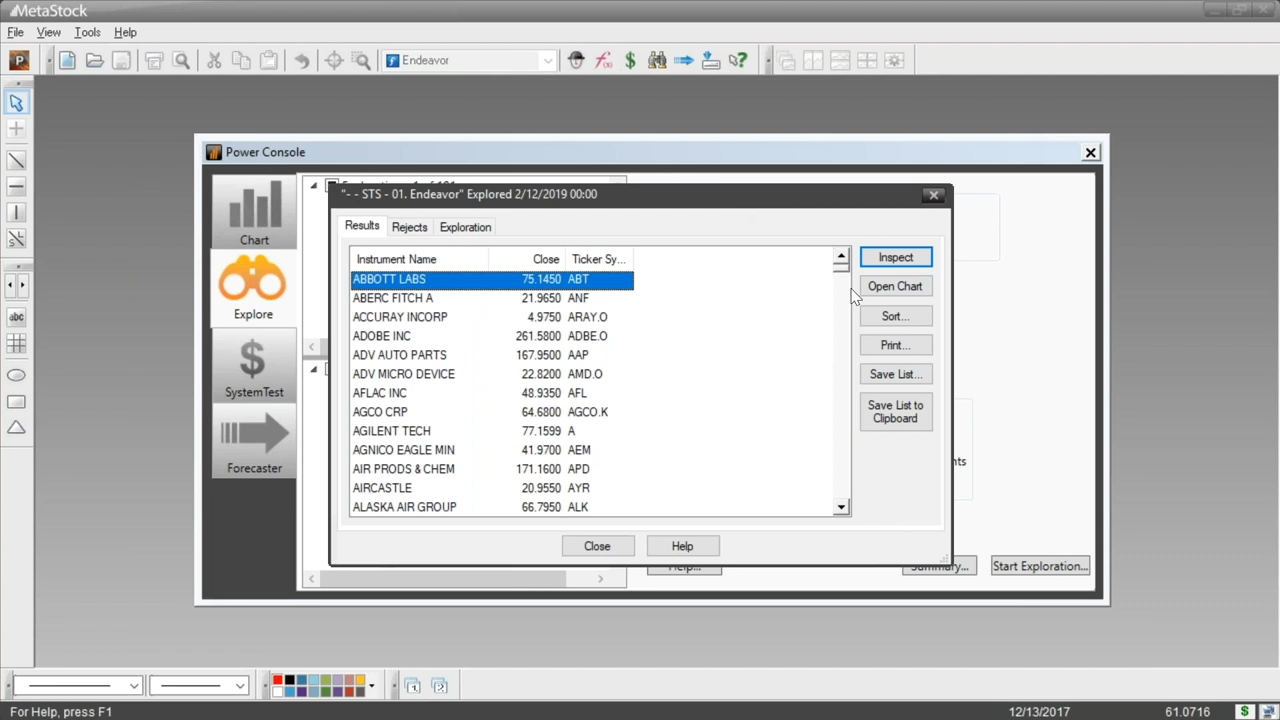 MetaStock
File View Tools Help
P
Endeavor
Power Console
Chart
Explore
SystemTest
Forecaster
"- - STS - 01. Endeavor" Explored 2/12/2019 00:00
Results Rejects Exploration
Instrument Name Close Ticker Sy...
ABBOTT LABS 75.1450 ABT
ABERC FITCH A 21.9650 ANF
ACCURAY INCORP 4.9750 ARAY.O
ADOBE INC 261.5800 ADBE.O
ADV AUTO PARTS 167.9500 AAP
ADV MICRO DEVICE 22.8200 AMD.O
AFLAC INC 48.9350 AFL
AGCO CRP 64.6800 AGCO.K
AGILENT TECH 77.1599 A
AGNICO EAGLE MIN 41.9700 AEM
AIR PRODS & CHEM 171.1600 APD
AIRCASTLE 20.9550 AYR
ALASKA AIR GROUP 66.7950 ALK
Inspect
Open Chart
Sort...
Print...
Save List...
Save List to
Clipboard
Close Help
nts
Help...
Summary...
Start Exploration...
abc
1 2
For Help, press F1
12/13/2017 61.0716 $